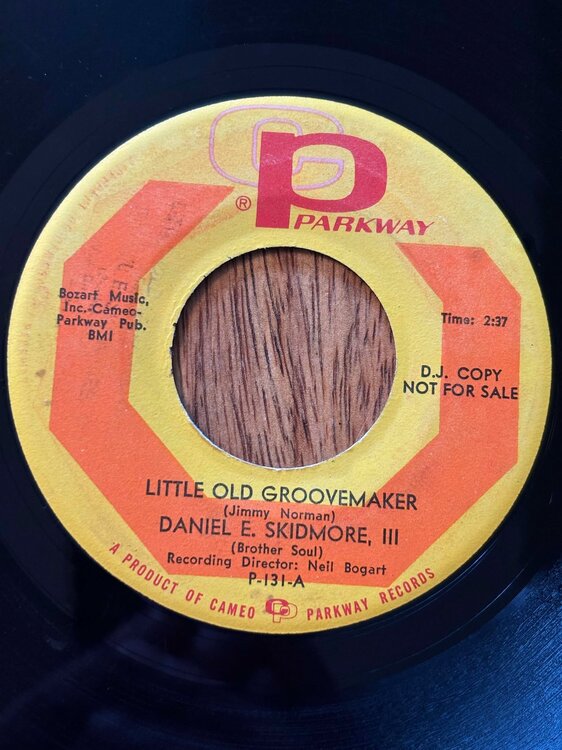 C
P
® PARKWAY
Bozart Music,
Inc.-Cameo-
Parkway Pub.
BMI
Time: 2:37
D.J. COPY
NOT FOR SALE
LITTLE OLD GROOVEMAKER
(Jimmy Norman)
DANIEL E. SKIDMORE, III
(Brother Soul)
Recording Director: Neil Bogart
P-131-A
A PRODUCT OF CAMEO CP PARKWAY RECORDS